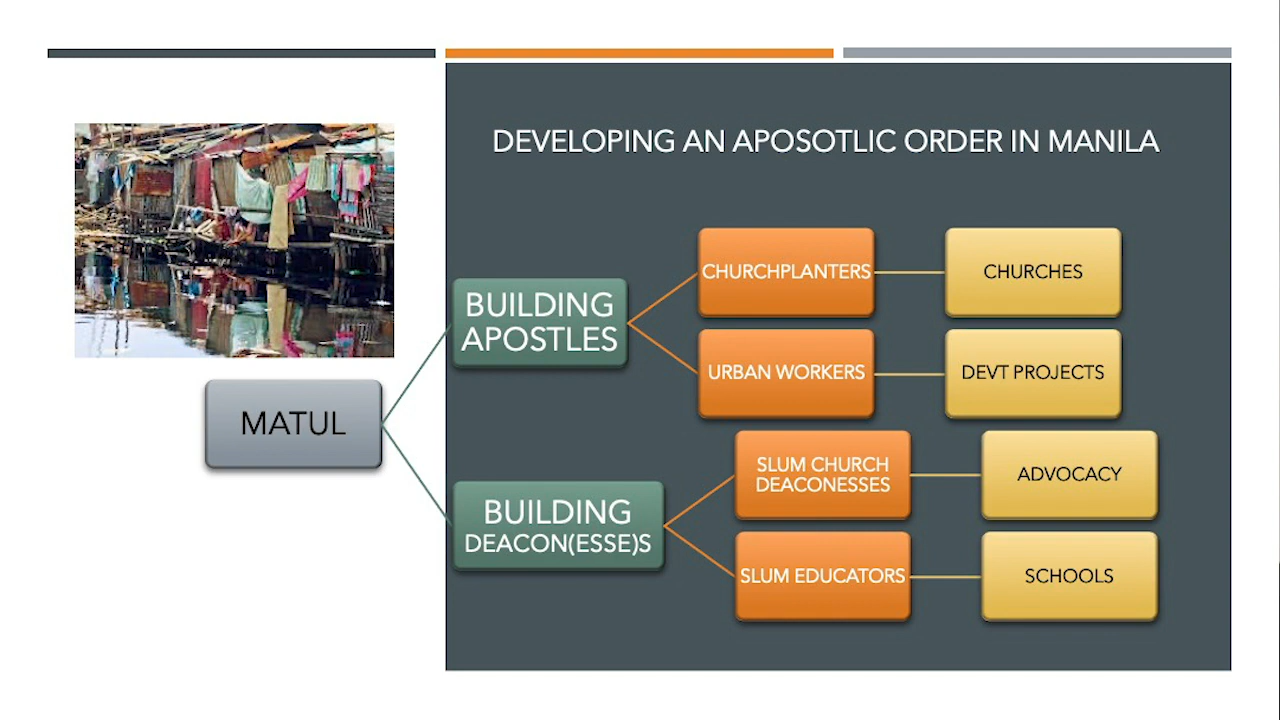 DEVELOPING AN APOSOTLIC ORDER IN MANILA
MATUL
BUILDING
APOSTLES
CHURCHPLANTERS
CHURCHES
URBAN WORKERS
DEVT PROJECTS
BUILDING
DEACON(ESSE)S
SLUM CHURCH
DEACONESSES
ADVOCACY
SLUM EDUCATORS
SCHOOLS